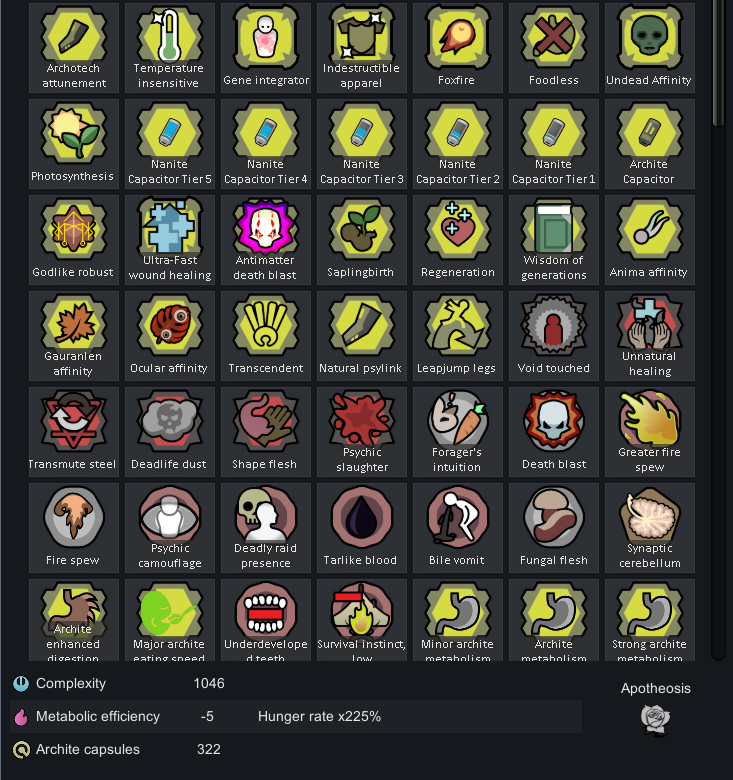 Archotech attunement
Temperature insensitive
Gene integrator
Indestructible apparel
Foxfire
Foodless
Undead Affinity
Photosynthesis
Nanite Capacitor Tier 5
Nanite Capacitor Tier 4
Nanite Capacitor Tier 3
Nanite Capacitor Tier 2
Nanite Capacitor Tier 1
Archite Capacitor
Godlike robust
Ultra-Fast wound healing
Antimatter death blast
Saplingbirth
Regeneration
Wisdom of generations
Anima affinity
Gauranlen affinity
Ocular affinity
Transcendent
Natural psylink
Leapjump legs
Void touched
Unnatural healing
Transmute steel
Deadlife dust
Shape flesh
Psychic slaughter
Forager's intuition
Death blast
Greater fire spew
Fire spew
Psychic camouflage
Deadly raid presence
Tarlike blood
Bile vomit
Fungal flesh
Synaptic cerebellum
Archite enhanced digestion
Major archite eating speed
Underdeveloped teeth
Survival instinct, low
Minor archite metabolism
Archite metabolism
Strong archite metabolism
Complexity 1046
Metabolic efficiency -5 Hunger rate x225%
Archite capsules 322
Apotheosis